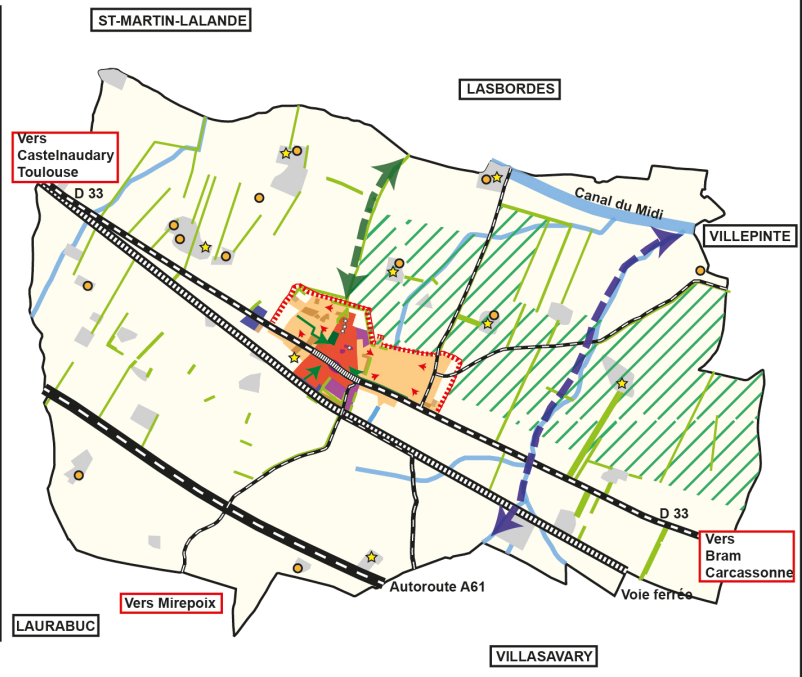 ST-MARTIN-LALANDE
LASBORDES
Vers
Castelnaudary
Toulouse
D 33
Canal du Midi
VILLEPINTE
D 33
Vers
Bram
Carcassonne
Autoroute A61
Voie ferrée
Vers Mirepoix
LAURABUC
VILLASAVARY